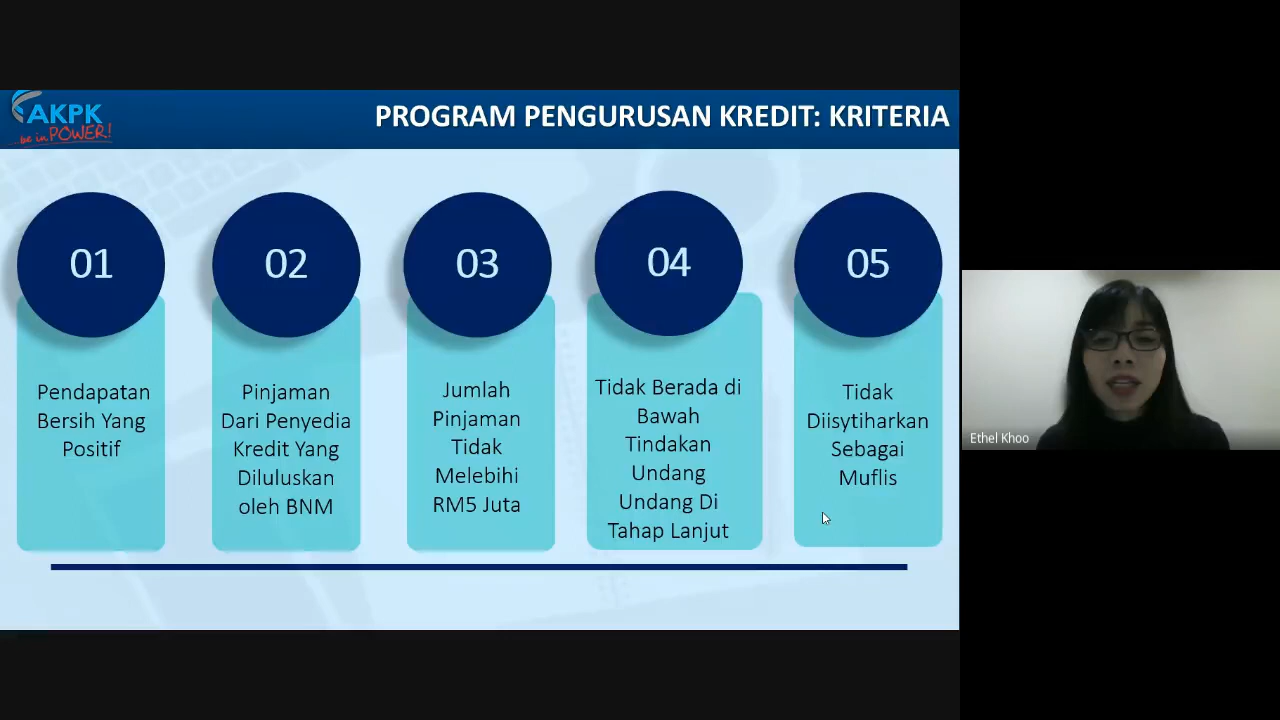 AKPK
...be in POWER!
PROGRAM PENGURUSAN KREDIT: KRITERIA
01
Pendapatan
Bersih Yang
Positif
02
Pinjaman
Dari Penyedia
Kredit Yang
Diluluskan
oleh BNM
03
Jumlah
Pinjaman
Tidak
Melebihi
RM5 Juta
04
Tidak Berada di
Bawah
Tindakan
Undang
Undang Di
Tahap Lanjut
05
Tidak
Diisytiharkan
Sebagai
Muflis
Ethel Khoo